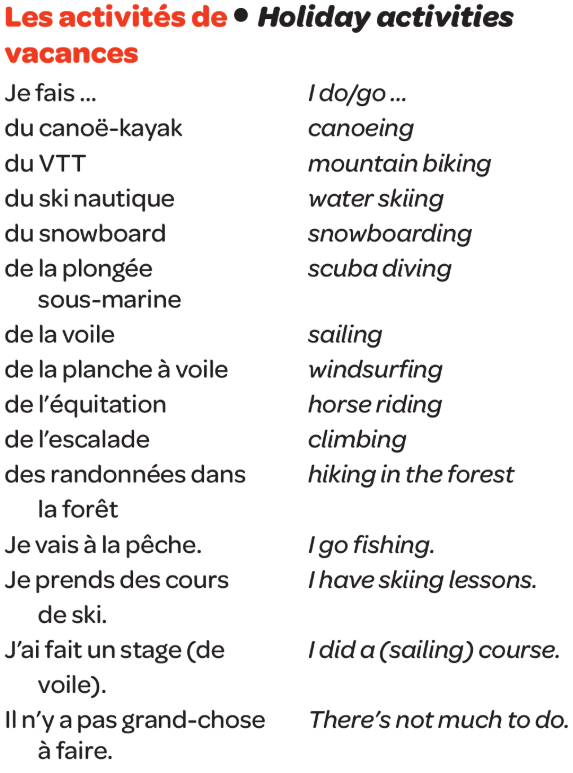 Les activités de • Holiday activities
vacances
Je fais ... I do/go ...
du canoë-kayak canoeing
du VTT mountain biking
du ski nautique water skiing
du snowboard snowboarding
de la plongée scuba diving
sous-marine
de la voile sailing
de la planche à voile windsurfing
de l'équitation horse riding
de l'escalade climbing
des randonnées dans hiking in the forest
la forêt
Je vais à la pêche. I go fishing.
Je prends des cours I have skiing lessons.
de ski.
J'ai fait un stage (de I did a (sailing) course.
voile).
Il n'y a pas grand-chose There's not much to do.
à faire.